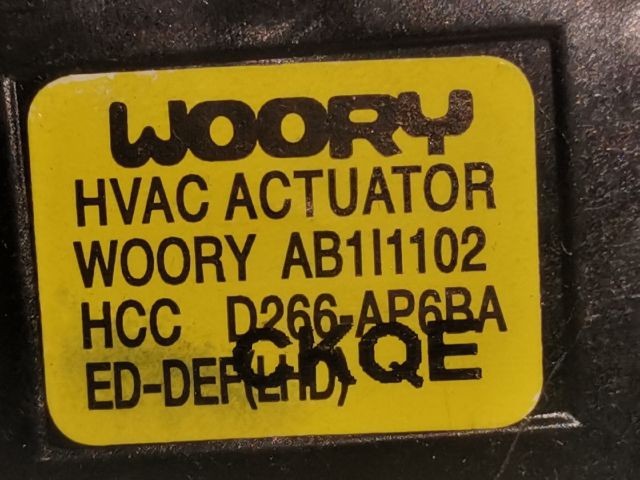 WOORY
HVAC ACTUATOR
WOORY AB1I1102
HCC D266-AP6BA
CKQE
ED-DEF(LHD)